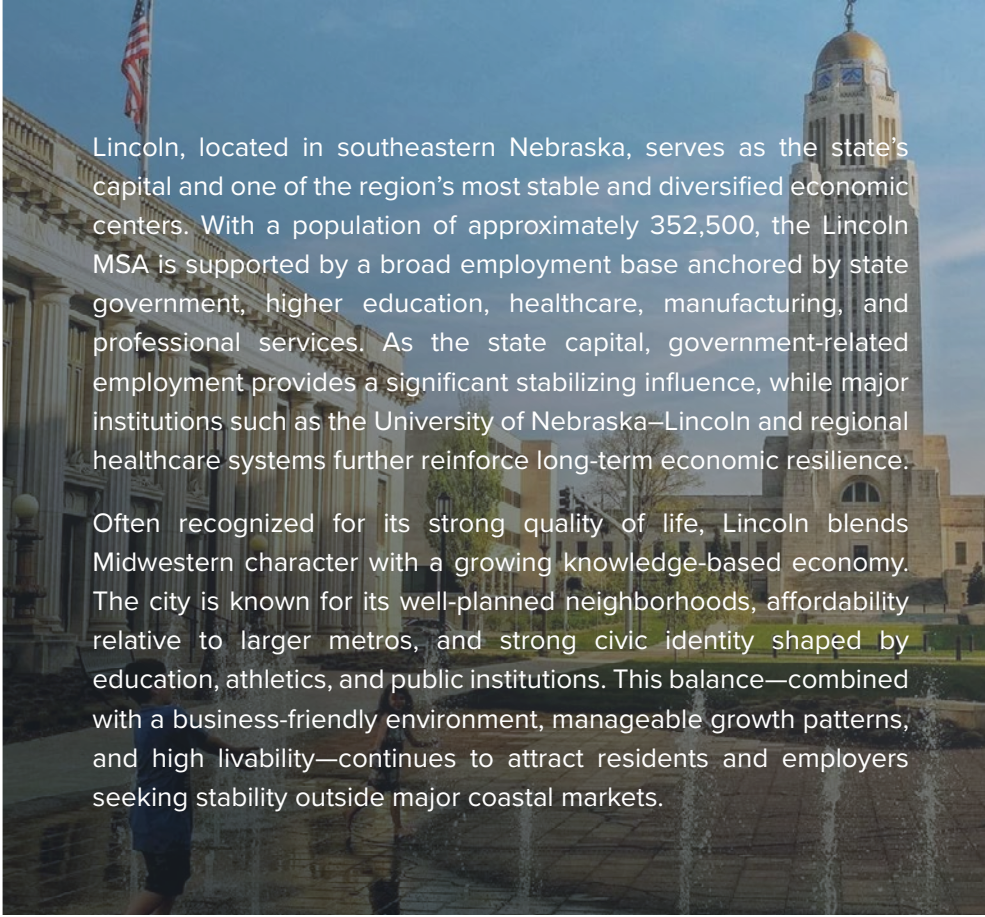 Lincoln, located in southeastern Nebraska, serves as the state’s
capital and one of the region’s most stable and diversified economic
centers. With a population of approximately 352,500, the Lincoln
MSA is supported by a broad employment base anchored by state
government, higher education, healthcare, manufacturing, and
professional services. As the state capital, government-related
employment provides a significant stabilizing influence, while major
institutions such as the University of Nebraska–Lincoln and regional
healthcare systems further reinforce long-term economic resilience.
Often recognized for its strong quality of life, Lincoln blends
Midwestern character with a growing knowledge-based economy.
The city is known for its well-planned neighborhoods, affordability
relative to larger metros, and strong civic identity shaped by
education, athletics, and public institutions. This balance—combined
with a business-friendly environment, manageable growth patterns,
and high livability—continues to attract residents and employers
seeking stability outside major coastal markets.